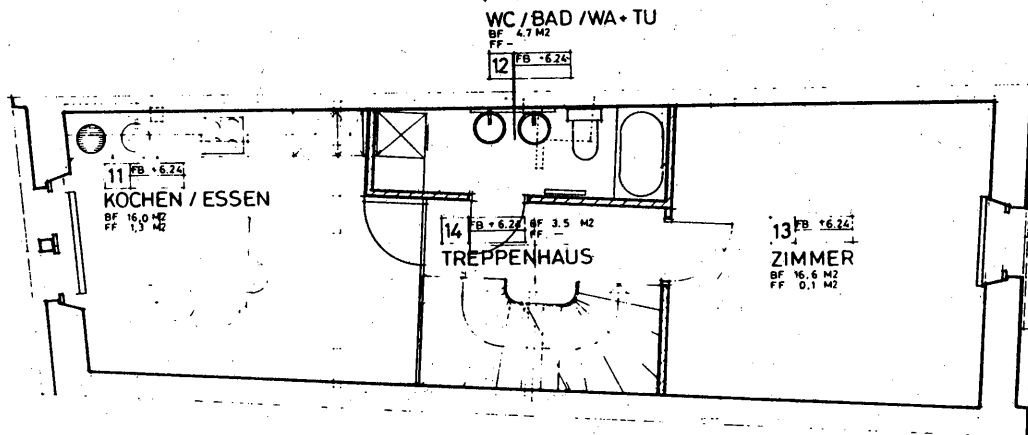 WC / BAD / WA + TU
BF 4.7 M2
FF -
12 FB +6.24
11 FB +6.24
KOCHEN / ESSEN
BF 16,0 M2
FF 1,3 M2
14 FB +6.24 BF 3.5 M2
FF -
TREPPENHAUS
13 FB +6.24
ZIMMER
BF 16,6 M2
FF 0,1 M2